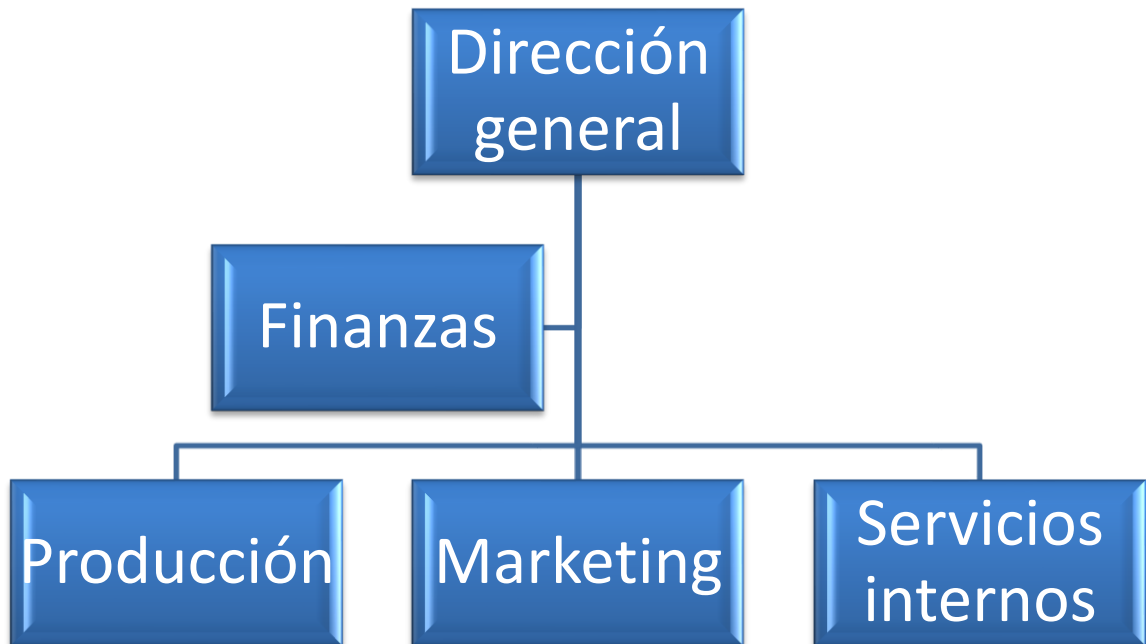 Dirección
general
Finanzas
Producción
Marketing
Servicios
internos